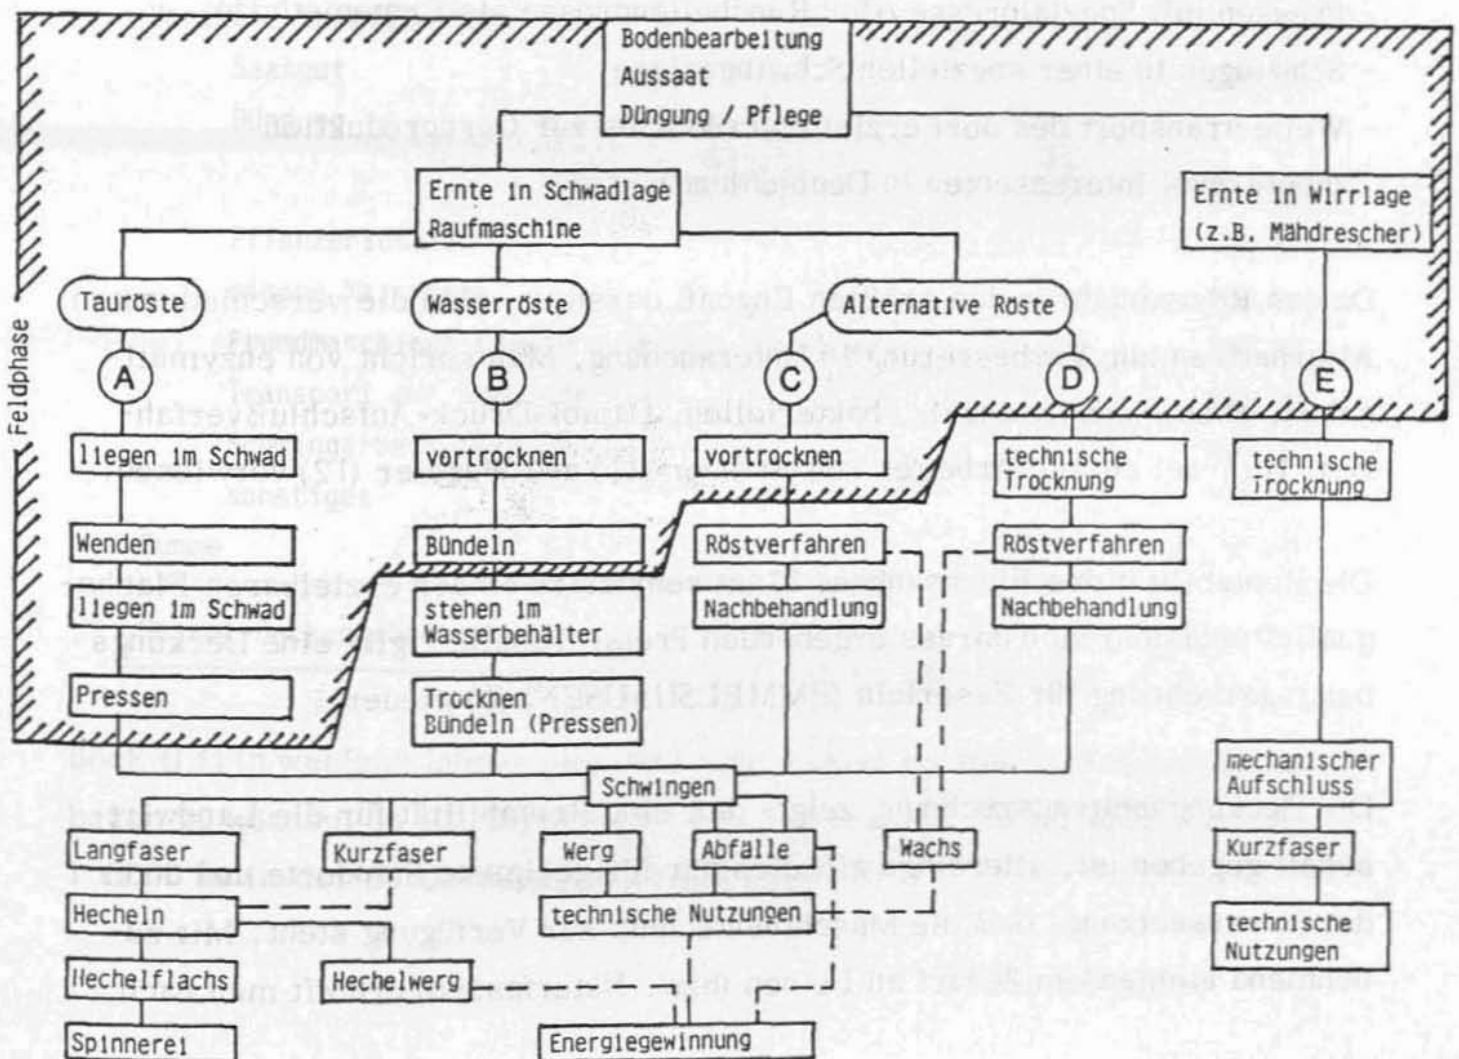 Bodenbearbeitung
Aussaat
Düngung / Pflege
Ernte in Schwadlage
Raufmaschine
Ernte in Wirrlage
(z.B. Mähdrescher)
Feldphase
Tauröste
Wasserröste
Alternative Röste
A
B
C
D
E
liegen im Schwad
vortrocknen
vortrocknen
technische
Trocknung
technische
Trocknung
Wenden
Bündeln
Röstverfahren
Röstverfahren
liegen im Schwad
stehen im
Wasserbehälter
Nachbehandlung
Nachbehandlung
Pressen
Trocknen
Bündeln (Pressen)
mechanischer
Aufschluss
Schwingen
Langfaser
Kurzfaser
Werg
Abfälle
Wachs
Kurzfaser
Hecheln
technische Nutzungen
technische
Nutzungen
Hechelflachs
Hechelwerg
Spinnerei
Energiegewinnung